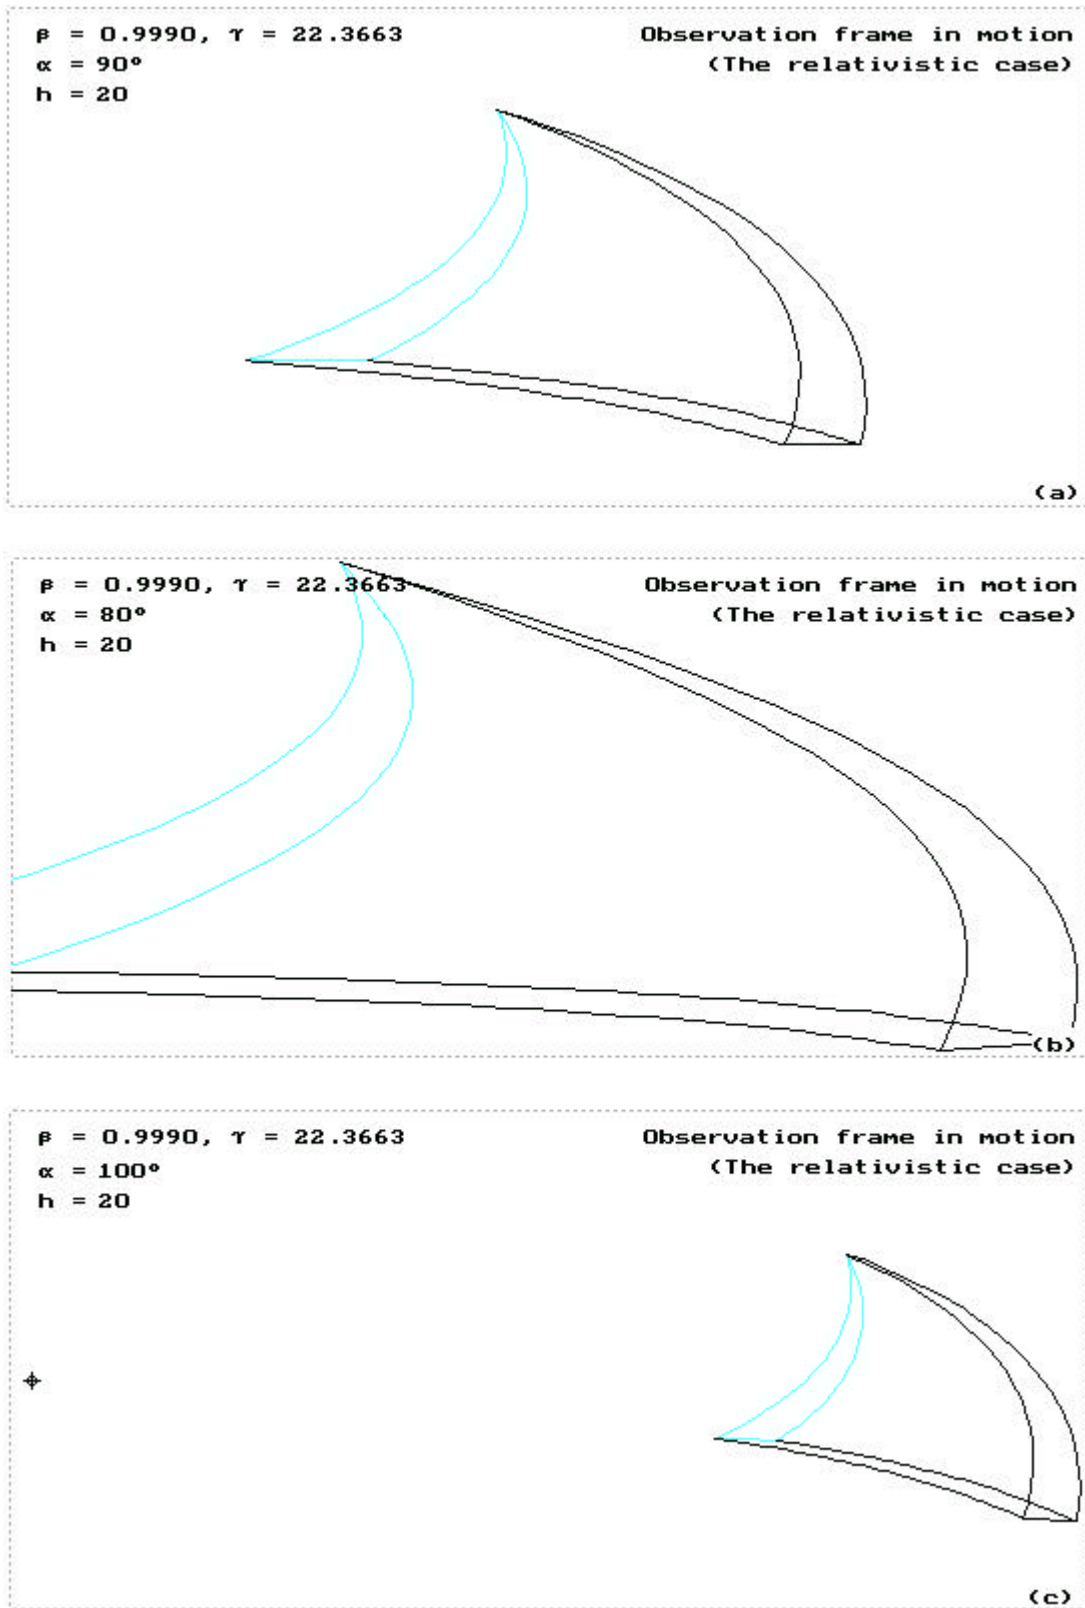 β = 0.9990, γ = 22.3663
Observation frame in motion
α = 90°
(The relativistic case)
h = 20
(a)
β = 0.9990, γ = 22.3663
Observation frame in motion
α = 80°
(The relativistic case)
h = 20
(b)
β = 0.9990, γ = 22.3663
Observation frame in motion
α = 100°
(The relativistic case)
h = 20
(c)